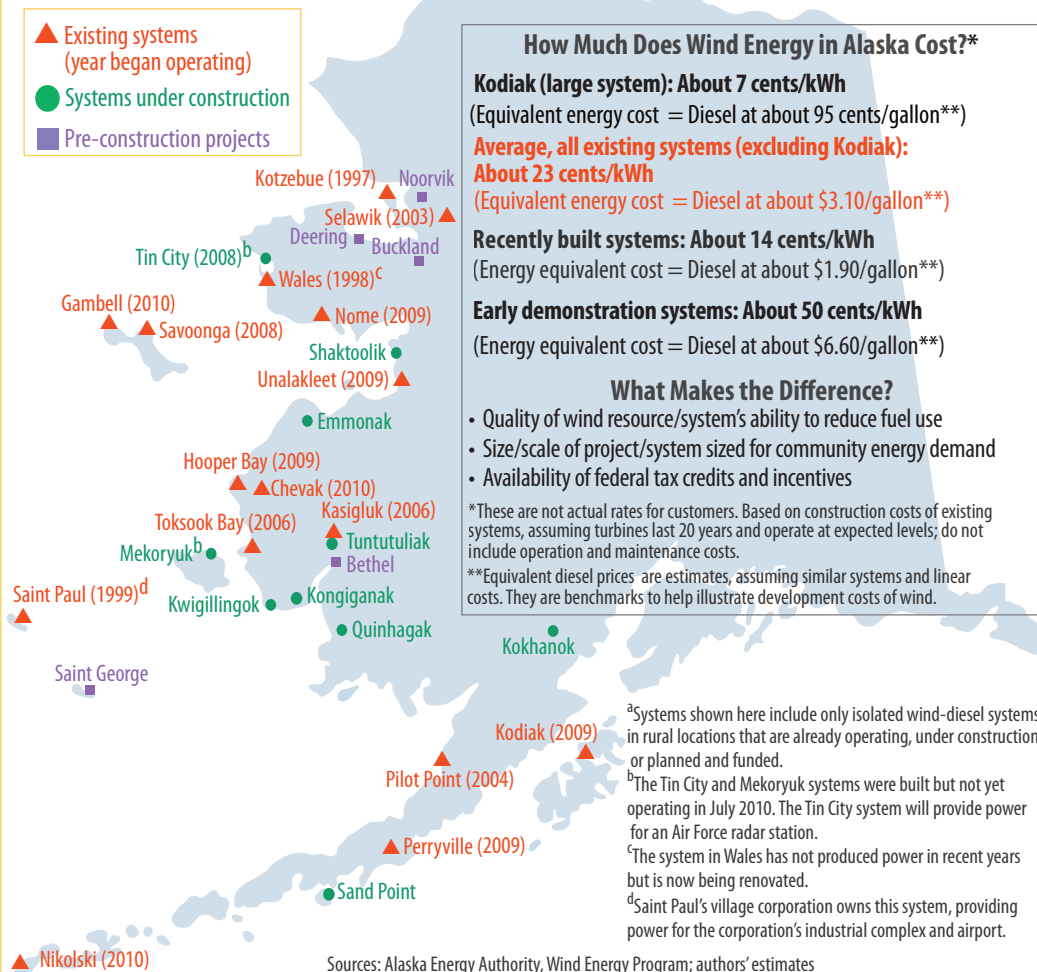 Existing systems
(year began operating)
Systems under construction
Pre-construction projects
How Much Does Wind Energy in Alaska Cost?*
Kodiak (large system): About 7 cents/kWh
(Equivalent energy cost = Diesel at about 95 cents/gallon**)
Average, all existing systems (excluding Kodiak):
About 23 cents/kWh
(Equivalent energy cost = Diesel at about $3.10/gallon**)
Recently built systems: About 14 cents/kWh
(Energy equivalent cost = Diesel at about $1.90/gallon**)
Early demonstration systems: About 50 cents/kWh
(Energy equivalent cost = Diesel at about $6.60/gallon**)
What Makes the Difference?
• Quality of wind resource/system's ability to reduce fuel use
• Size/scale of project/system sized for community energy demand
• Availability of federal tax credits and incentives
*These are not actual rates for customers. Based on construction costs of existing
systems, assuming turbines last 20 years and operate at expected levels; do not
include operation and maintenance costs.
**Equivalent diesel prices are estimates, assuming similar systems and linear
costs. They are benchmarks to help illustrate development costs of wind.
Kotzebue (1997)
Noorvik
Selawik (2003)
Deering
Buckland
Tin City (2008)b
Wales (1998)c
Gambell (2010)
Savoonga (2008)
Nome (2009)
Shaktoolik
Unalakleet (2009)
Emmonak
Hooper Bay (2009)
Chevak (2010)
Kasigluk (2006)
Toksook Bay (2006)
Tuntutuliak
Mekoryukb
Bethel
Saint Paul (1999)d
Kwigillingok
Kongiganak
Quinhagak
Kokhanok
Saint George
Kodiak (2009)
Pilot Point (2004)
Perryville (2009)
Sand Point
Nikolski (2010)
aSystems shown here include only isolated wind-diesel systems
in rural locations that are already operating, under construction
or planned and funded.
bThe Tin City and Mekoryuk systems were built but not yet
operating in July 2010. The Tin City system will provide power
for an Air Force radar station.
cThe system in Wales has not produced power in recent years
but is now being renovated.
dSaint Paul's village corporation owns this system, providing
power for the corporation's industrial complex and airport.
Sources: Alaska Energy Authority, Wind Energy Program; authors' estimates